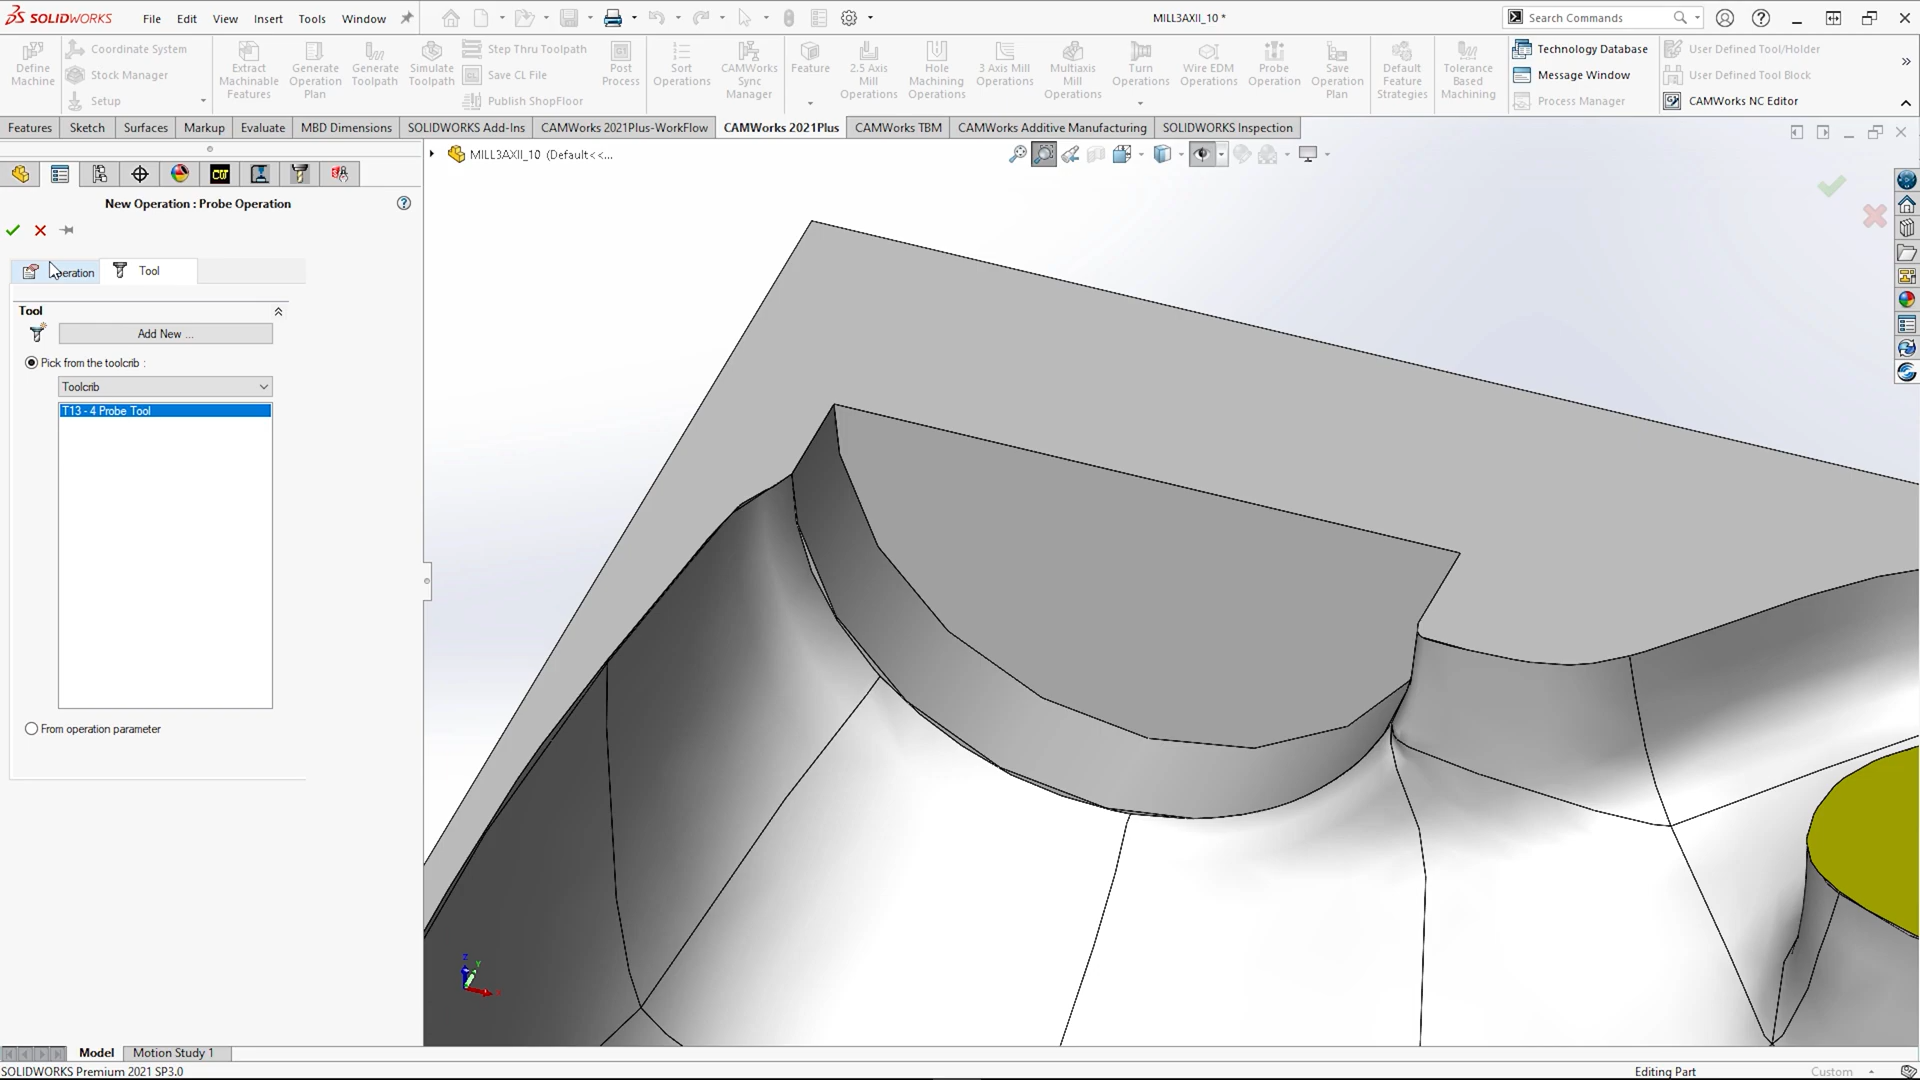 SOLIDWORKS
File
Edit
View
Insert
Tools
Window
MILL3AXII_10 *
Search Commands
Define Machine
Coordinate System
Stock Manager
Setup
Extract Machinable Features
Generate Operation Plan
Generate Toolpath
Simulate Toolpath
Step Thru Toolpath
Save CL File
Publish ShopFloor
Post Process
Sort Operations
CAMWorks Sync Manager
Feature
2.5 Axis Mill Operations
Hole Machining Operations
3 Axis Mill Operations
Multiaxis Mill Operations
Turn Operations
Wire EDM Operations
Probe Operation
Save Operation Plan
Default Feature Strategies
Tolerance Based Machining
Technology Database
Message Window
Process Manager
User Defined Tool/Holder
User Defined Tool Block
CAMWorks NC Editor
Features
Sketch
Surfaces
Markup
Evaluate
MBD Dimensions
SOLIDWORKS Add-Ins
CAMWorks 2021Plus-WorkFlow
CAMWorks 2021Plus
CAMWorks TBM
CAMWorks Additive Manufacturing
SOLIDWORKS Inspection
MILL3AXII_10 (Default<<...
New Operation : Probe Operation
eration
Tool
Tool
Add New ...
Pick from the toolcrib :
Toolcrib
T13 - 4 Probe Tool
From operation parameter
Z
Y
Model
Motion Study 1
SOLIDWORKS Premium 2021 SP3.0
Editing Part
Custom